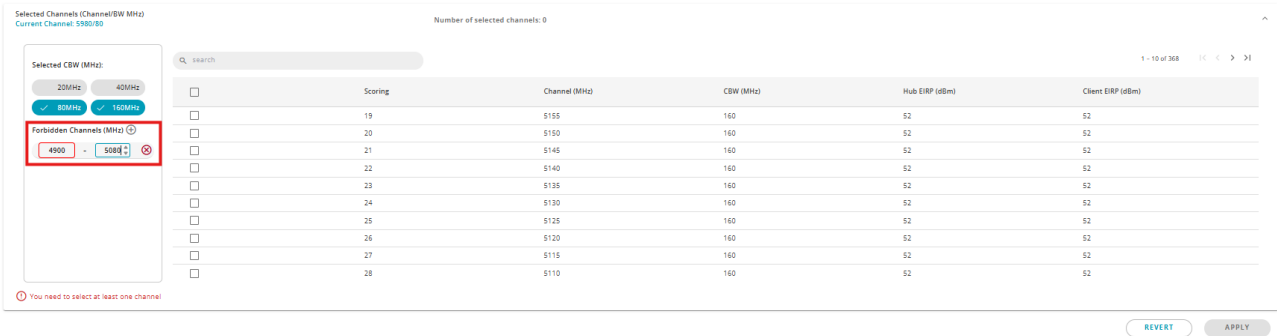 Selected Channels (Channel/BW MHz)
Current Channel: 5980/80
Number of selected channels: 0
Selected CBW (MHz):
20MHz 40MHz
80MHz 160MHz
Forbidden Channels (MHz)
4900 - 5080
search
1 – 10 of 368
Scoring Channel (MHz) CBW (MHz) Hub EIRP (dBm) Client EIRP (dBm)
19 5155 160 52 52
20 5150 160 52 52
21 5145 160 52 52
22 5140 160 52 52
23 5135 160 52 52
24 5130 160 52 52
25 5125 160 52 52
26 5120 160 52 52
27 5115 160 52 52
28 5110 160 52 52
You need to select at least one channel
REVERT APPLY